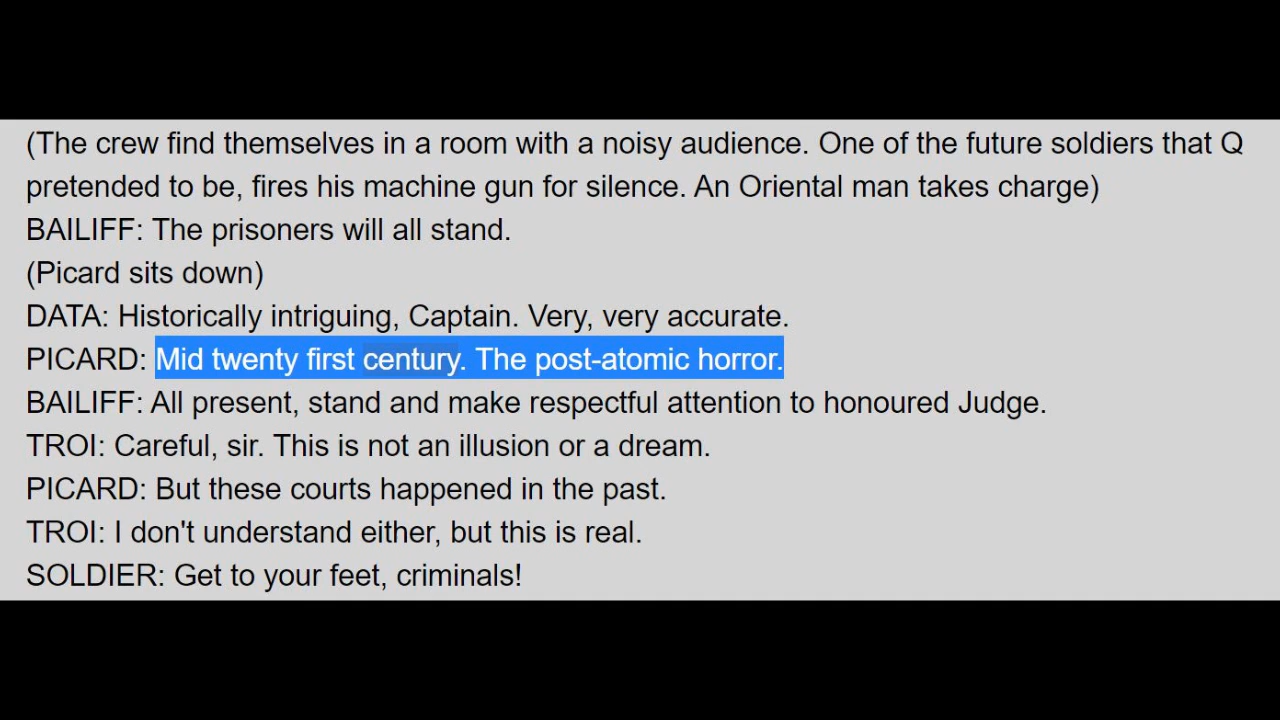 (The crew find themselves in a room with a noisy audience. One of the future soldiers that Q
pretended to be, fires his machine gun for silence. An Oriental man takes charge)
BAILIFF: The prisoners will all stand.
(Picard sits down)
DATA: Historically intriguing, Captain. Very, very accurate.
PICARD: Mid twenty first century. The post-atomic horror.
BAILIFF: All present, stand and make respectful attention to honoured Judge.
TROI: Careful, sir. This is not an illusion or a dream.
PICARD: But these courts happened in the past.
TROI: I don't understand either, but this is real.
SOLDIER: Get to your feet, criminals!